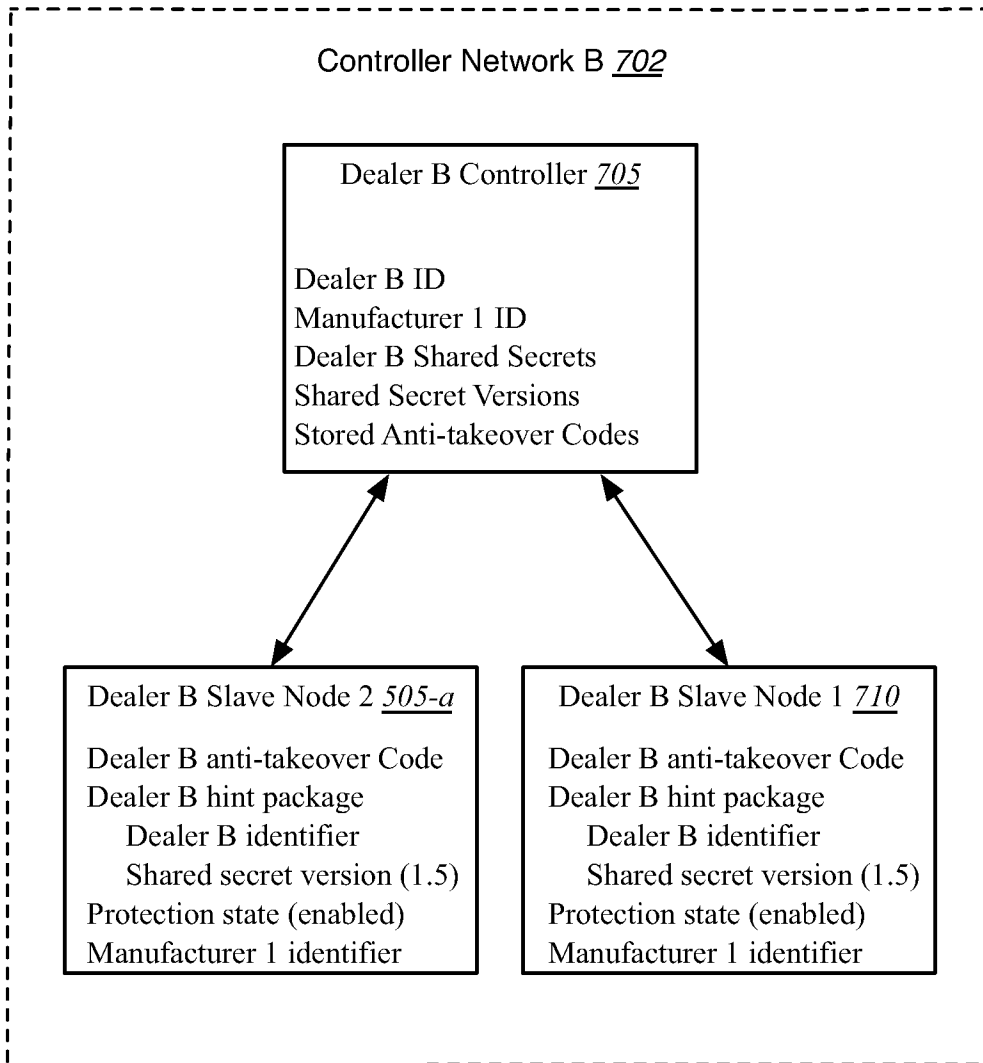 Controller Network B 702
Dealer B Controller 705
Dealer B ID
Manufacturer 1 ID
Dealer B Shared Secrets
Shared Secret Versions
Stored Anti-takeover Codes
Dealer B Slave Node 2 505-a
Dealer B anti-takeover Code
Dealer B hint package
Dealer B identifier
Shared secret version (1.5)
Protection state (enabled)
Manufacturer 1 identifier
Dealer B Slave Node 1 710
Dealer B anti-takeover Code
Dealer B hint package
Dealer B identifier
Shared secret version (1.5)
Protection state (enabled)
Manufacturer 1 identifier